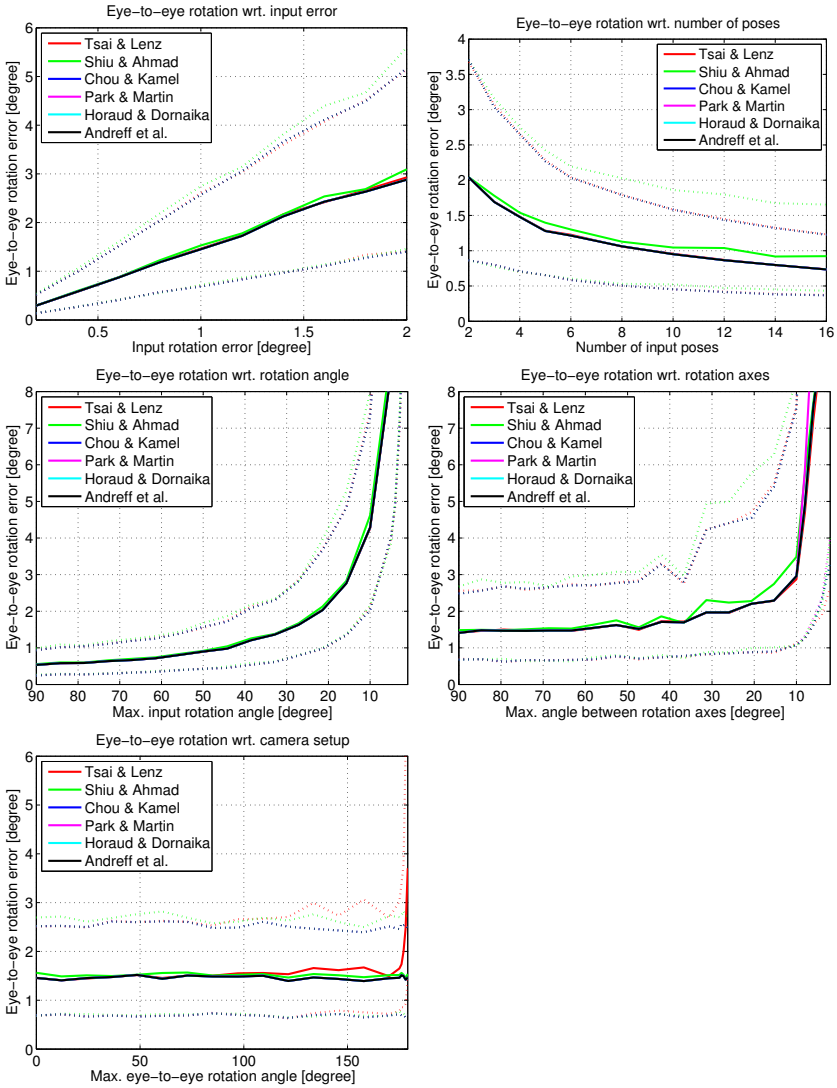 Eye−to−eye rotation wrt. input error
Eye−to−eye rotation error [degree]
6
5
4
3
2
1
0
Tsai & Lenz
Shiu & Ahmad
Chou & Kamel
Park & Martin
Horaud & Dornaika
Andreff et al.
0.5
1
1.5
2
Input rotation error [degree]
Eye−to−eye rotation wrt. number of poses
Eye−to−eye rotation error [degree]
4
3.5
3
2.5
2
1.5
1
0.5
0
Tsai & Lenz
Shiu & Ahmad
Chou & Kamel
Park & Martin
Horaud & Dornaika
Andreff et al.
2
4
6
8
10
12
14
16
Number of input poses
Eye−to−eye rotation wrt. rotation angle
Eye−to−eye rotation error [degree]
8
7
6
5
4
3
2
1
0
Tsai & Lenz
Shiu & Ahmad
Chou & Kamel
Park & Martin
Horaud & Dornaika
Andreff et al.
90
80
70
60
50
40
30
20
10
Max. input rotation angle [degree]
Eye−to−eye rotation wrt. rotation axes
Eye−to−eye rotation error [degree]
8
7
6
5
4
3
2
1
0
Tsai & Lenz
Shiu & Ahmad
Chou & Kamel
Park & Martin
Horaud & Dornaika
Andreff et al.
90
80
70
60
50
40
30
20
10
Max. angle between rotation axes [degree]
Eye−to−eye rotation wrt. camera setup
Eye−to−eye rotation error [degree]
6
5
4
3
2
1
0
Tsai & Lenz
Shiu & Ahmad
Chou & Kamel
Park & Martin
Horaud & Dornaika
Andreff et al.
0
50
100
150
Max. eye−to−eye rotation angle [degree]